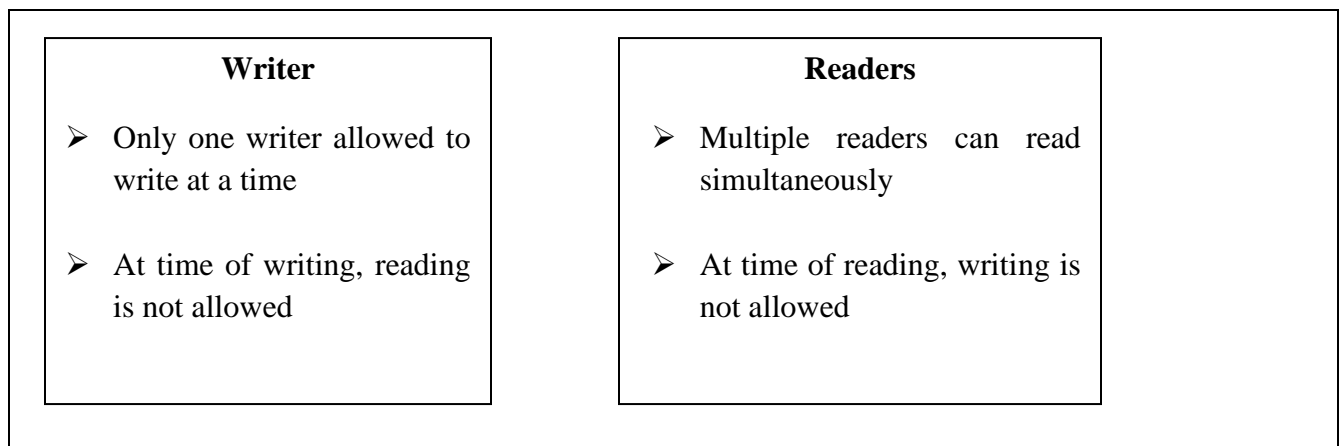 Writer
➢ Only one writer allowed to
write at a time
➢ At time of writing, reading
is not allowed
Readers
➢ Multiple readers can read
simultaneously
➢ At time of reading, writing is
not allowed